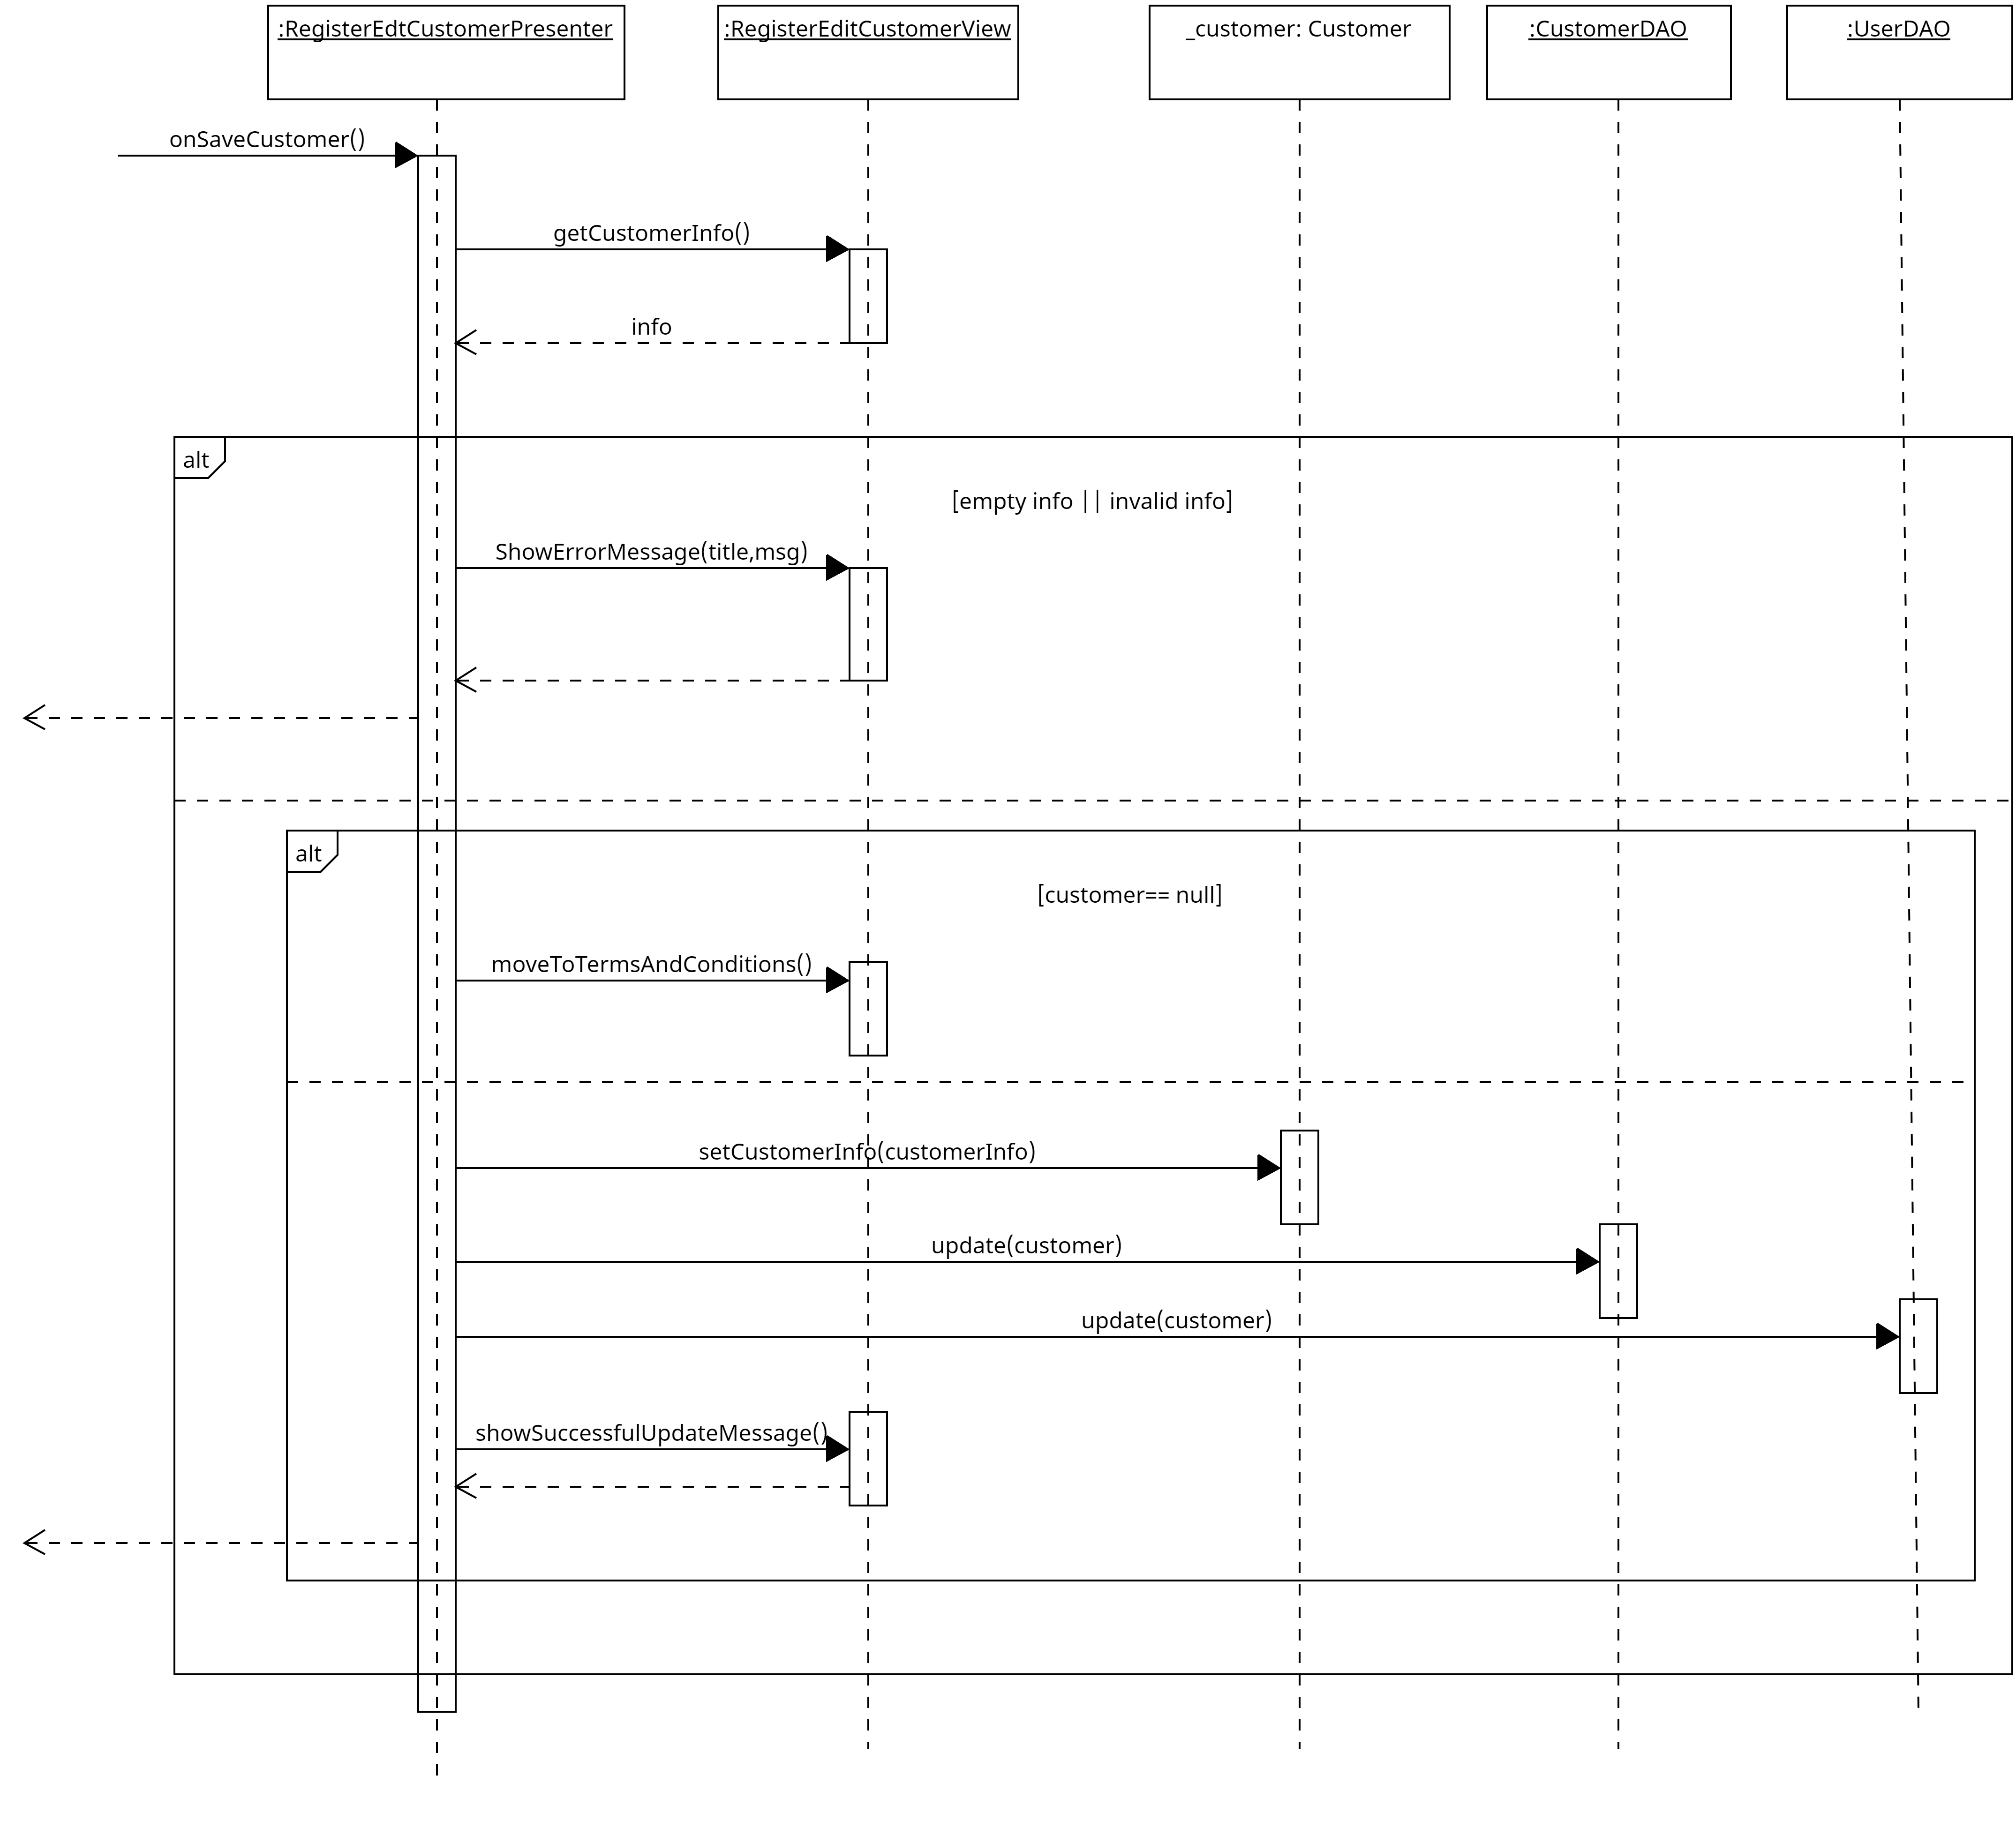 :RegisterEdtCustomerPresenter
:RegisterEditCustomerView
_customer: Customer
:CustomerDAO
:UserDAO
onSaveCustomer()
getCustomerInfo()
info
alt
[empty info || invalid info]
ShowErrorMessage(title,msg)
alt
[customer== null]
moveToTermsAndConditions()
setCustomerInfo(customerInfo)
update(customer)
update(customer)
showSuccessfulUpdateMessage()